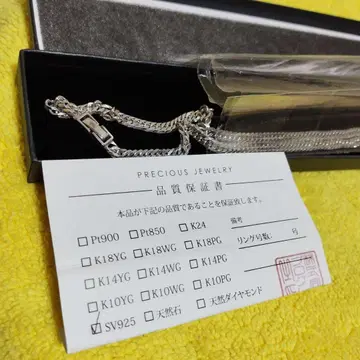 PRECIOUS JEWELRY
品質保証書
本品が下記の品質であることを保証致します。
□ Pt900 □ Pt850 □ K24 備考
□ K18YG □ K18WG □ K18PG リング号数: 号
□ K14YG □ K14WG □ K14PG
□ K10YG □ K10WG □ K10PG
☑ SV925 □ 天然石 □ 天然ダイヤモンド